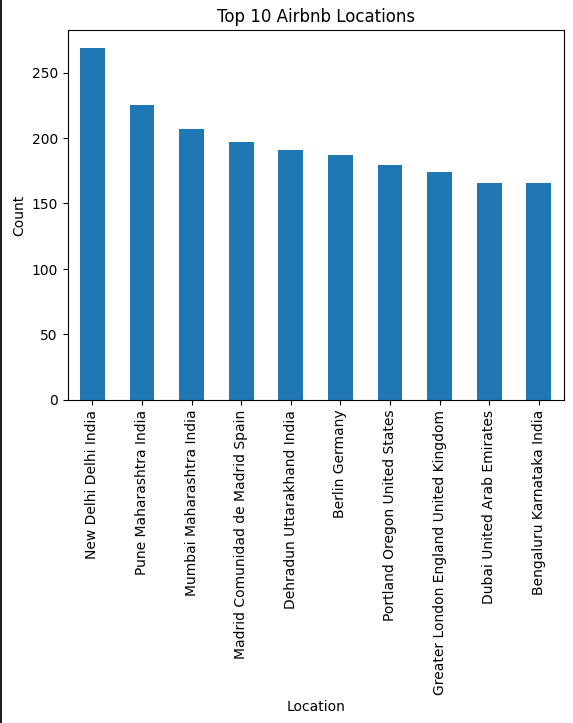 Top 10 Airbnb Locations
250
200
150
100
50
0
Count
New Delhi Delhi India
Pune Maharashtra India
Mumbai Maharashtra India
Madrid Comunidad de Madrid Spain
Dehradun Uttarakhand India
Berlin Germany
Portland Oregon United States
Greater London England United Kingdom
Dubai United Arab Emirates
Bengaluru Karnataka India
Location